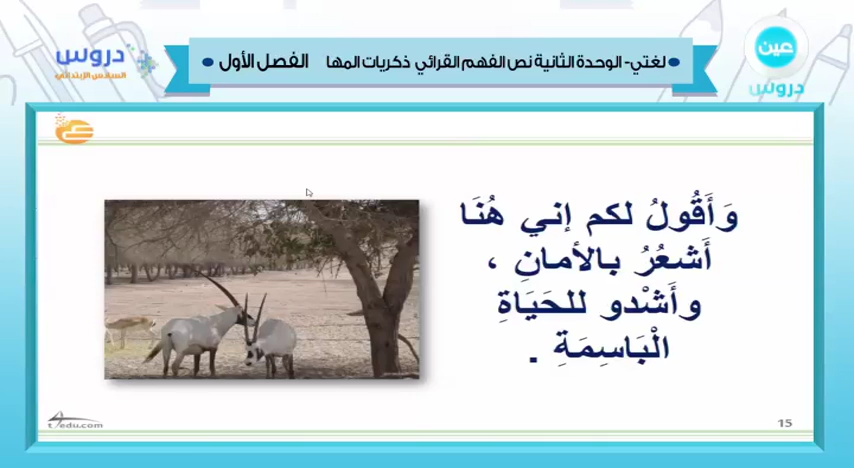 دروس
السادس الإبتدائي
لغتي- الوحدة الثانية نص الفهم القرائي ذكريات المها الفصل الأول
عين
دروس
وَأَقُولُ لكم إني هُنَا
أَشعُرُ بالأمانِ ،
وأَشْدو للحَيَاةِ
الْبَاسِمَةِ .
t4edu.com
15